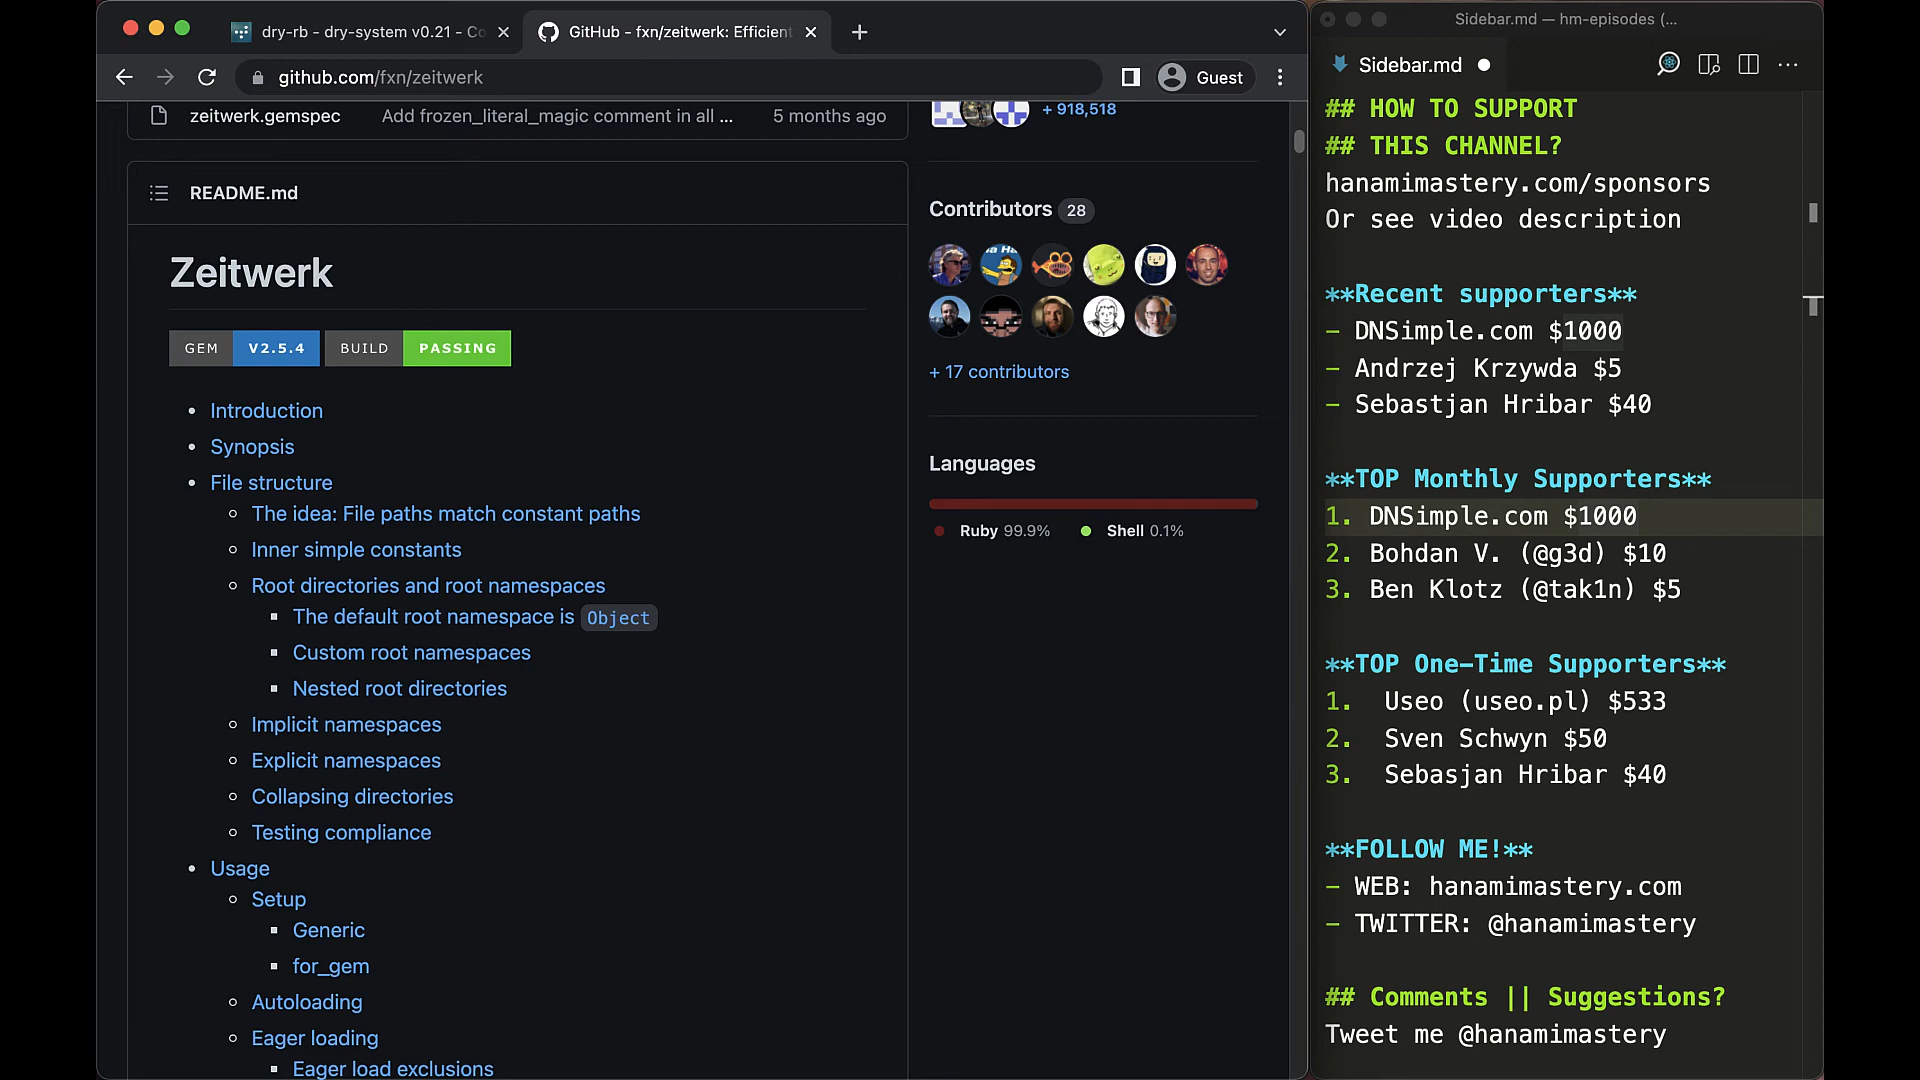 dry-rb - dry-system v0.21 - Co
GitHub - fxn/zeitwerk: Efficient
github.com/fxn/zeitwerk
Guest
zeitwerk.gemspec
Add frozen_literal_magic comment in all ...
5 months ago
+ 918,518
README.md
Zeitwerk
GEM V2.5.4 BUILD PASSING
Introduction
Synopsis
File structure
The idea: File paths match constant paths
Inner simple constants
Root directories and root namespaces
The default root namespace is Object
Custom root namespaces
Nested root directories
Implicit namespaces
Explicit namespaces
Collapsing directories
Testing compliance
Usage
Setup
Generic
for_gem
Autoloading
Eager loading
Eager load exclusions
Contributors 28
+ 17 contributors
Languages
Ruby 99.9% Shell 0.1%
Sidebar.md — hm-episodes (...
Sidebar.md
## HOW TO SUPPORT
## THIS CHANNEL?
hanamimastery.com/sponsors
Or see video description
**Recent supporters**
- DNSimple.com $1000
- Andrzej Krzywda $5
- Sebastjan Hribar $40
**TOP Monthly Supporters**
1. DNSimple.com $1000
2. Bohdan V. (@g3d) $10
3. Ben Klotz (@tak1n) $5
**TOP One-Time Supporters**
1. Useo (useo.pl) $533
2. Sven Schwyn $50
3. Sebasjan Hribar $40
**FOLLOW ME!**
- WEB: hanamimastery.com
- TWITTER: @hanamimastery
## Comments || Suggestions?
Tweet me @hanamimastery